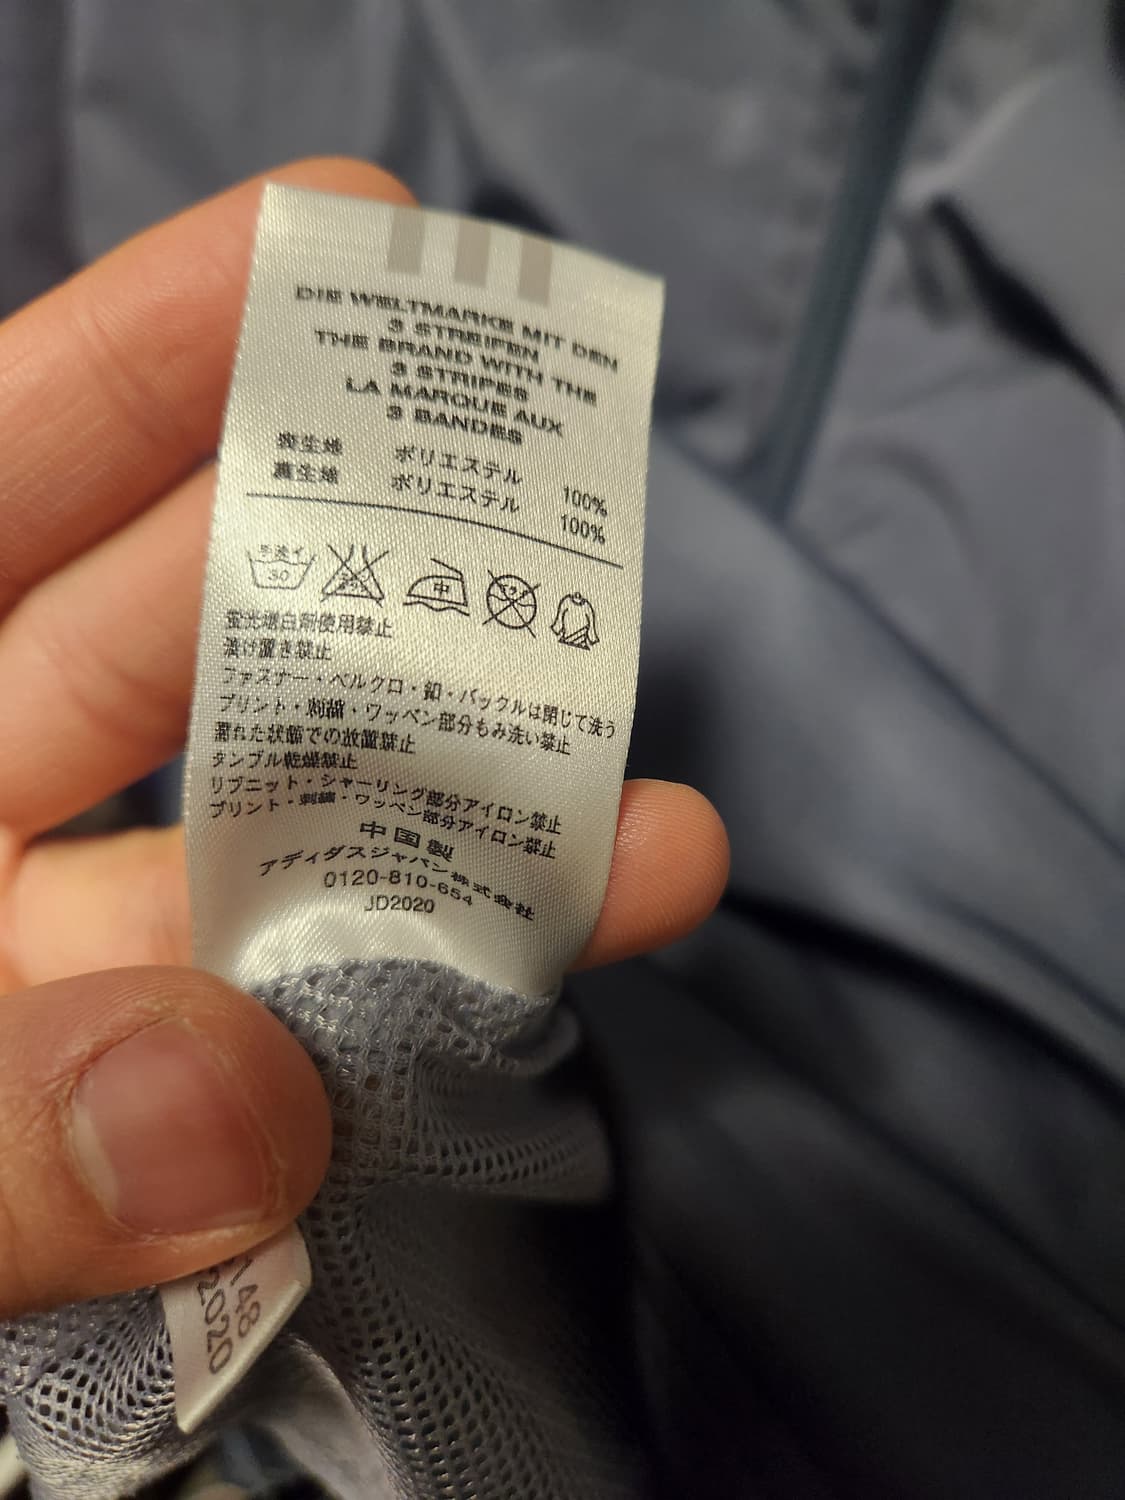 DIE WELTMARKE MIT DEN
3 STREIFEN
THE BRAND WITH THE
3 STRIPES
LA MARQUE AUX
3 BANDES
表生地 ポリエステル 100%
裏生地 ポリエステル 100%
手洗イ
30
中
蛍光増白剤使用禁止
漬け置き禁止
ファスナー・ベルクロ・釦・バックルは閉じて洗う
プリント・刺繍・ワッペン部分もみ洗い禁止
濡れた状態での放置禁止
タンブル乾燥禁止
リブニット・シャーリング部分アイロン禁止
プリント・刺繍・ワッペン部分アイロン禁止
中国製
アディダスジャパン株式会社
0120-810-654
JD2020
148
2020